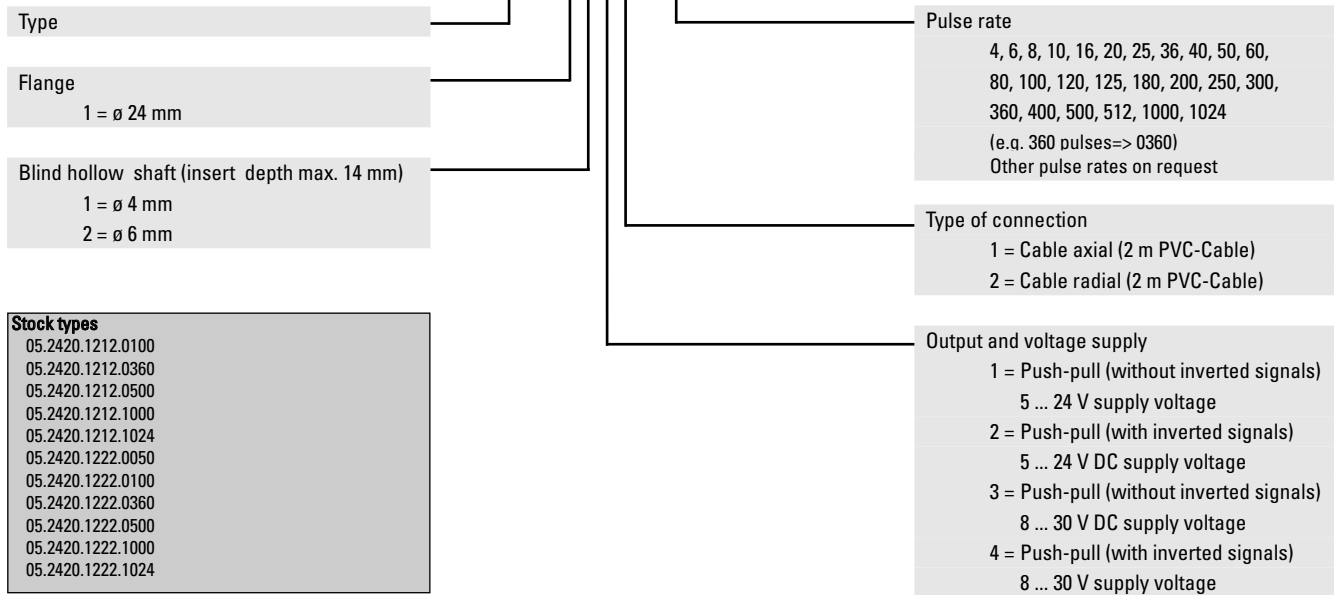 Type
Flange
1 = ø 24 mm
Blind hollow shaft (insert depth max. 14 mm)
1 = ø 4 mm
2 = ø 6 mm
Stock types
05.2420.1212.0100
05.2420.1212.0360
05.2420.1212.0500
05.2420.1212.1000
05.2420.1212.1024
05.2420.1222.0050
05.2420.1222.0100
05.2420.1222.0360
05.2420.1222.0500
05.2420.1222.1000
05.2420.1222.1024
Pulse rate
4, 6, 8, 10, 16, 20, 25, 36, 40, 50, 60,
80, 100, 120, 125, 180, 200, 250, 300,
360, 400, 500, 512, 1000, 1024
(e.g. 360 pulses=> 0360)
Other pulse rates on request
Type of connection
1 = Cable axial (2 m PVC-Cable)
2 = Cable radial (2 m PVC-Cable)
Output and voltage supply
1 = Push-pull (without inverted signals)
5 ... 24 V supply voltage
2 = Push-pull (with inverted signals)
5 ... 24 V DC supply voltage
3 = Push-pull (without inverted signals)
8 ... 30 V DC supply voltage
4 = Push-pull (with inverted signals)
8 ... 30 V supply voltage